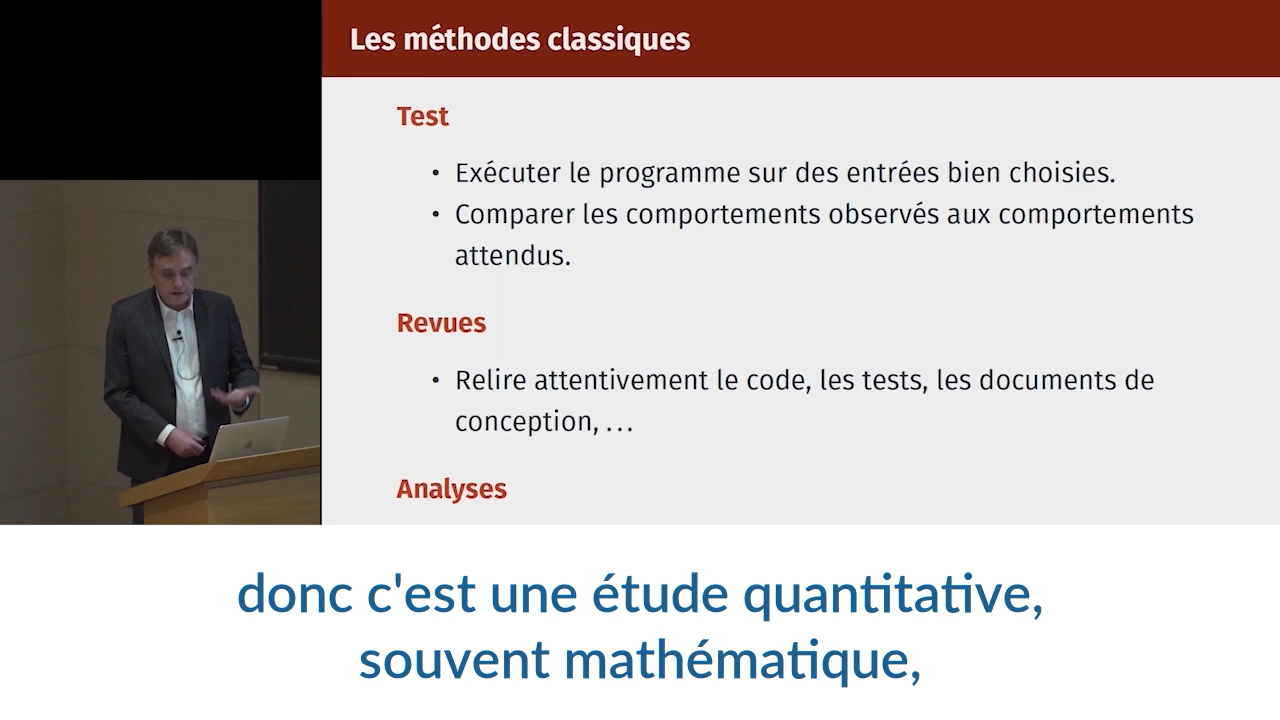 Les méthodes classiques
Test
• Exécuter le programme sur des entrées bien choisies.
• Comparer les comportements observés aux comportements
attendus.
Revues
• Relire attentivement le code, les tests, les documents de
conception, …
Analyses
donc c'est une étude quantitative,
souvent mathématique,